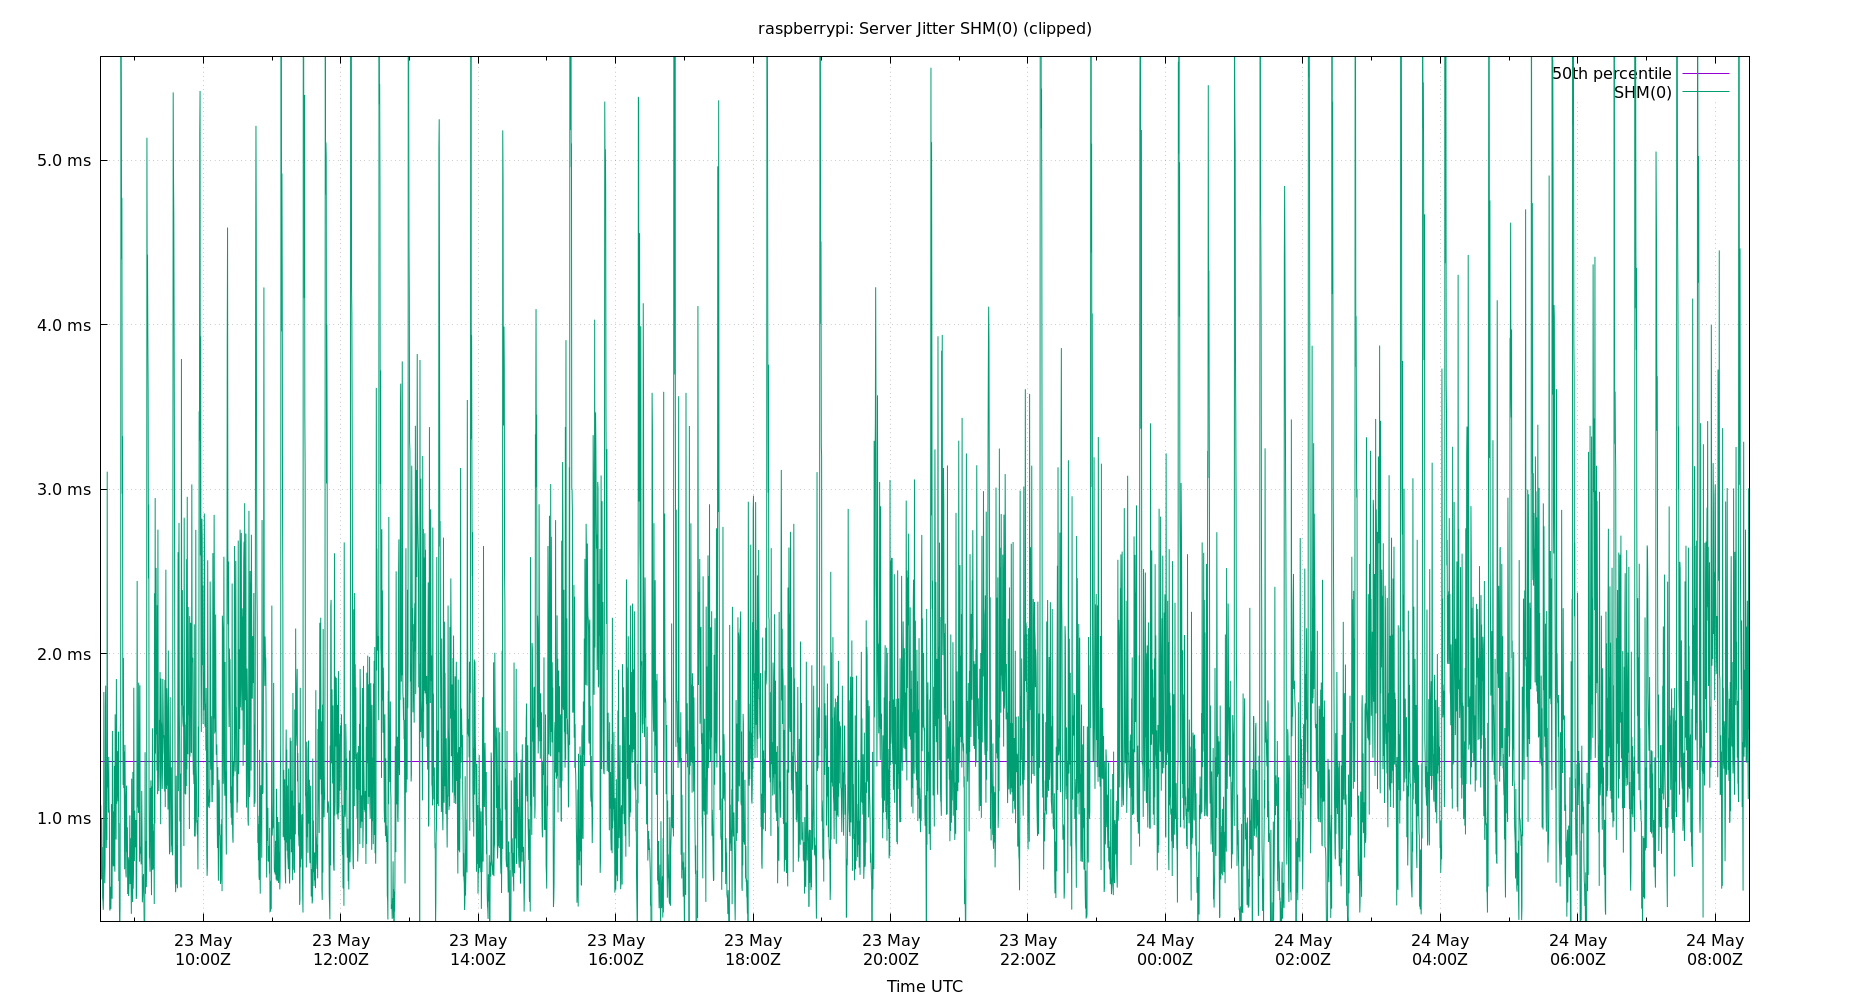 raspberrypi: Server Jitter SHM(0) (clipped)
50th percentile
SHM(0)
5.0 ms
4.0 ms
3.0 ms
2.0 ms
1.0 ms
23 May 23 May 23 May 23 May 23 May 23 May 23 May 24 May 24 May 24 May 24 May 24 May
10:00Z 12:00Z 14:00Z 16:00Z 18:00Z 20:00Z 22:00Z 00:00Z 02:00Z 04:00Z 06:00Z 08:00Z
Time UTC